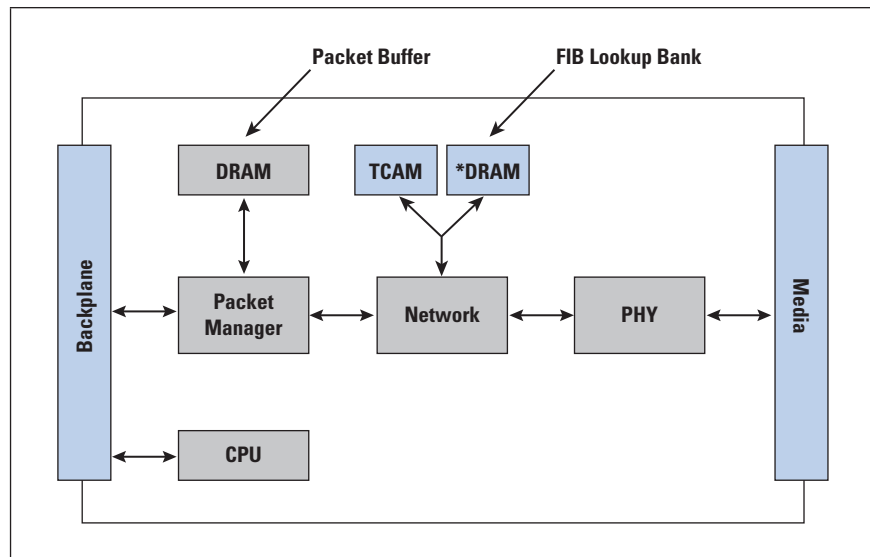 Packet Buffer
FIB Lookup Bank
DRAM
TCAM
*DRAM
Backplane
Packet
Manager
Network
PHY
Media
CPU